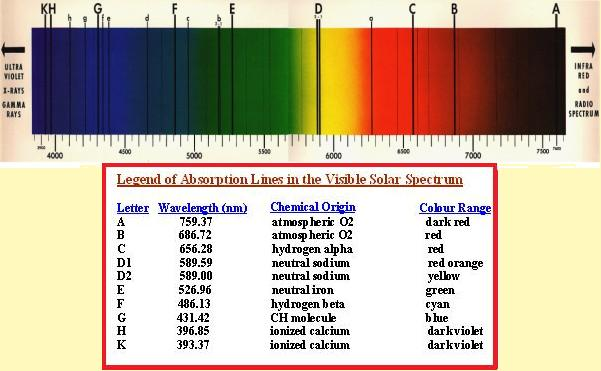 KH h g G f e d F c b E D a C B A
ULTRA
VIOLET
X-RAYS
GAMMA
RAYS
INFRA
RED
and
RADIO
SPECTRUM
3900 4000 4500 5000 5500 6000 6500 7000 7500 7600
Legend of Absorption Lines in the Visible Solar Spectrum
Letter Wavelength (nm) Chemical Origin Colour Range
A 759.37 atmospheric O2 dark red
B 686.72 atmospheric O2 red
C 656.28 hydrogen alpha red
D1 589.59 neutral sodium red orange
D2 589.00 neutral sodium yellow
E 526.96 neutral iron green
F 486.13 hydrogen beta cyan
G 431.42 CH molecule blue
H 396.85 ionized calcium dark violet
K 393.37 ionized calcium dark violet